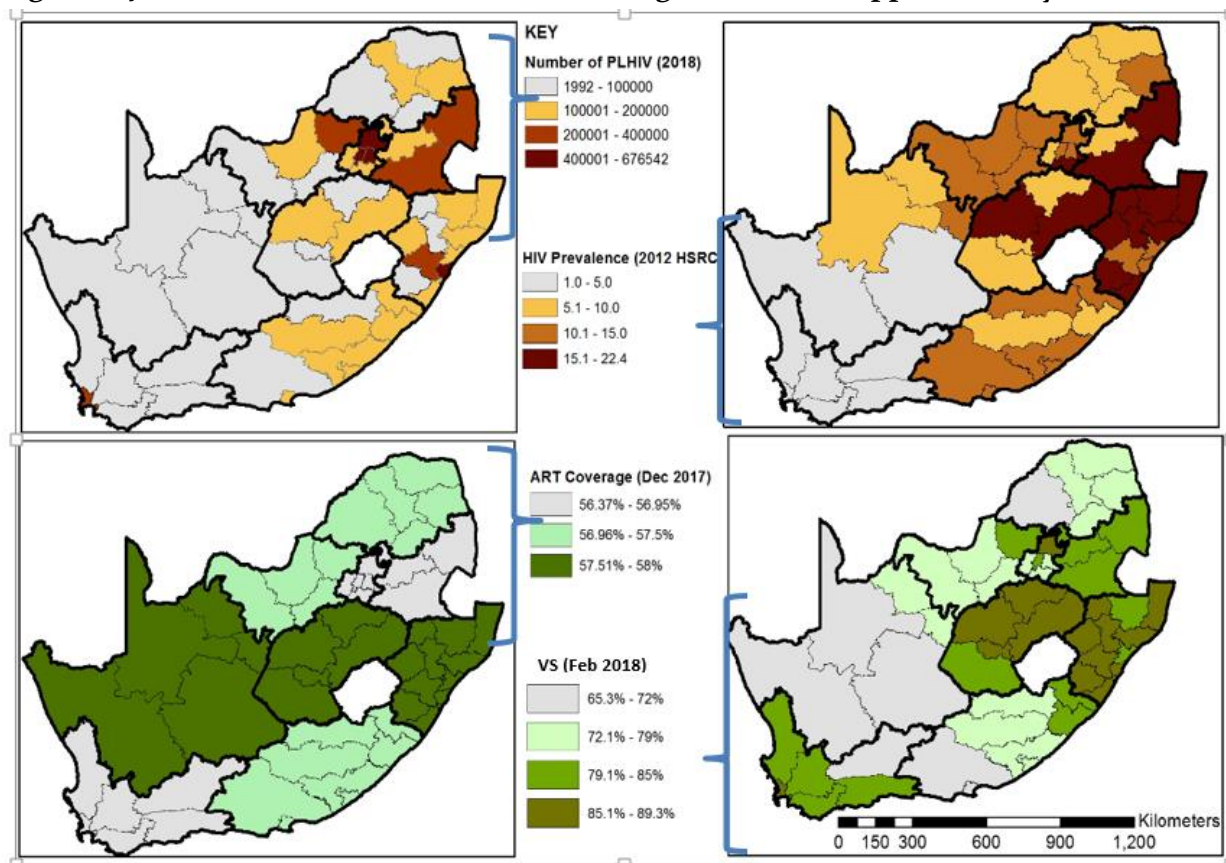 KEY
Number of PLHIV (2018)
1992 - 100000
100001 - 200000
200001 - 400000
400001 - 676542
HIV Prevalence (2012 HSRC
1.0 - 5.0
5.1 - 10.0
10.1 - 15.0
15.1 - 22.4
ART Coverage (Dec 2017)
56.37% - 56.95%
56.96% - 57.5%
57.51% - 58%
VS (Feb 2018)
65.3% - 72%
72.1% - 79%
79.1% - 85%
85.1% - 89.3%
Kilometers
0 150 300 600 900 1,200